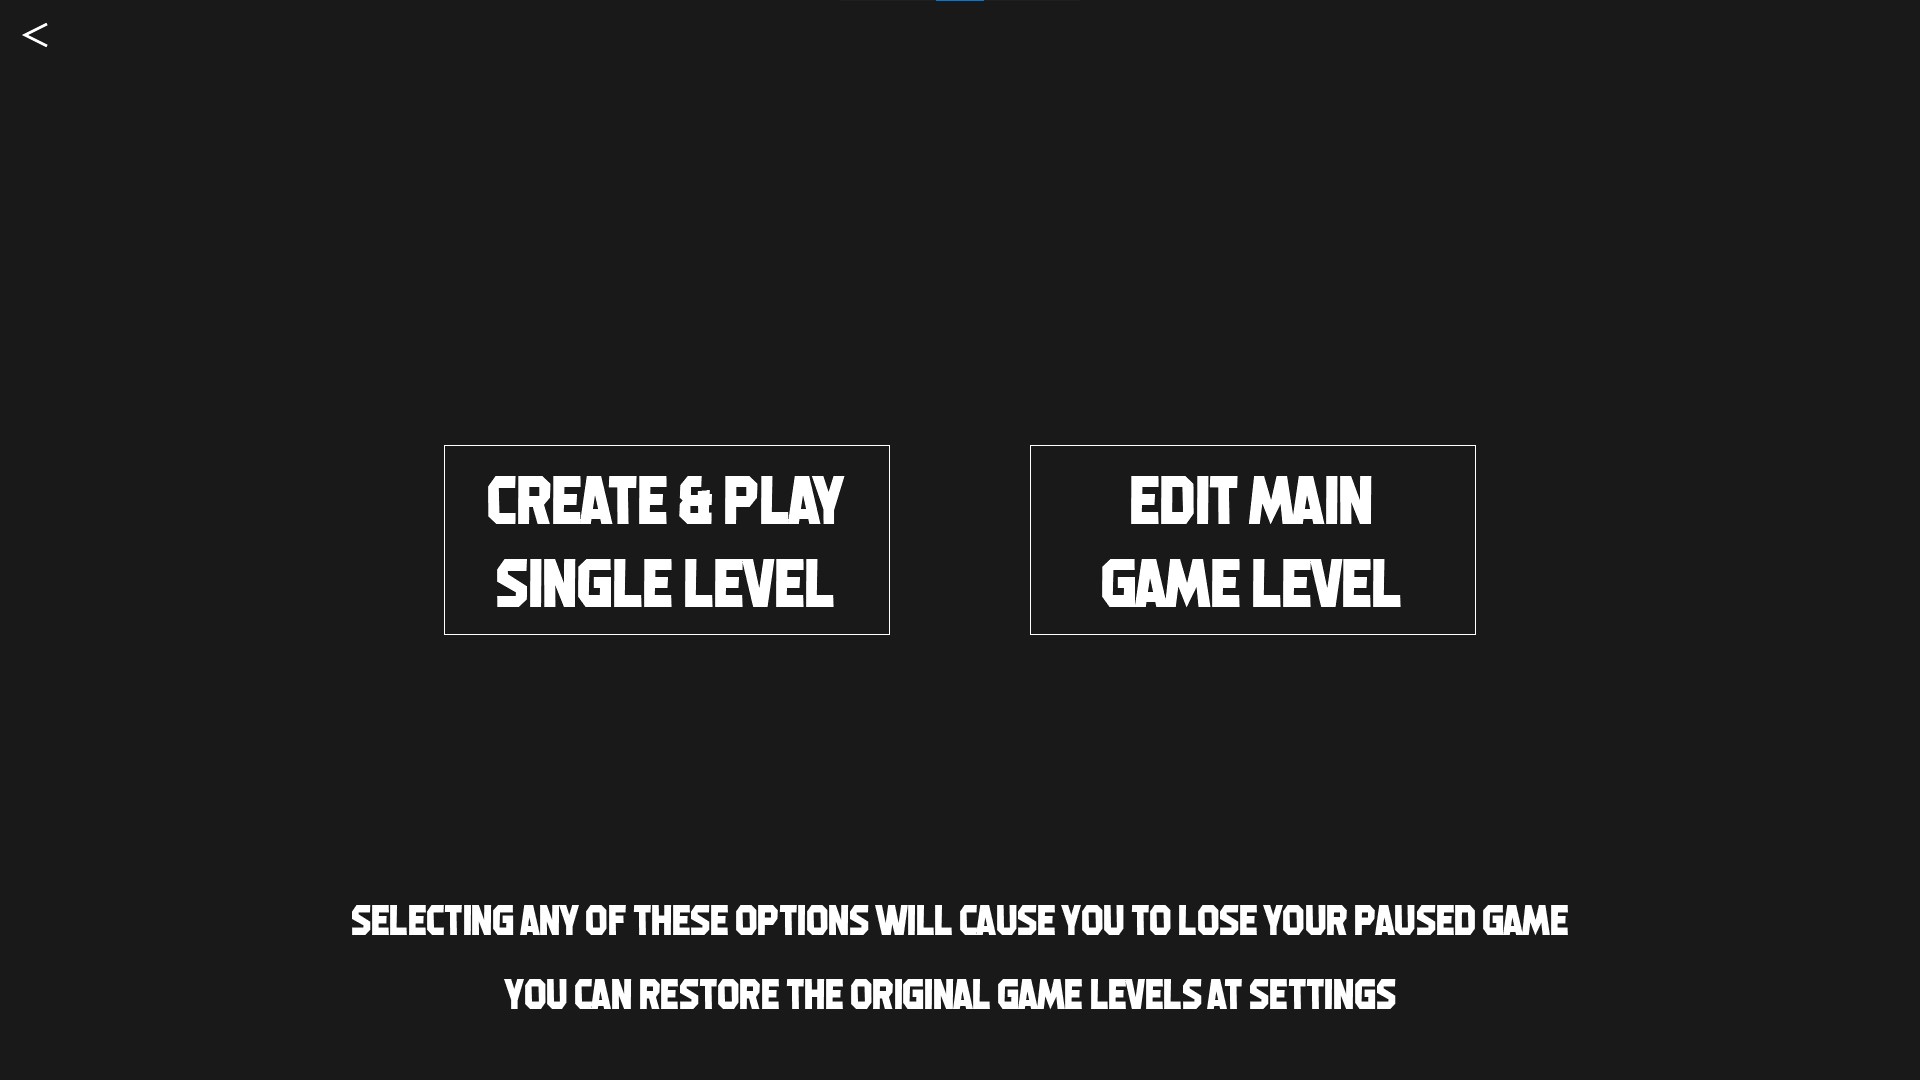 <
CREATE & PLAY
SINGLE LEVEL
EDIT MAIN
GAME LEVEL
SELECTING ANY OF THESE OPTIONS WILL CAUSE YOU TO LOSE YOUR PAUSED GAME
YOU CAN RESTORE THE ORIGINAL GAME LEVELS AT SETTINGS